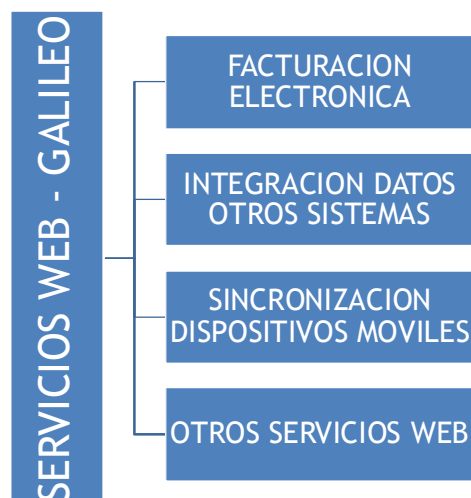 SERVICIOS WEB - GALILEO
FACTURACION
ELECTRONICA
INTEGRACION DATOS
OTROS SISTEMAS
SINCRONIZACION
DISPOSITIVOS MOVILES
OTROS SERVICIOS WEB